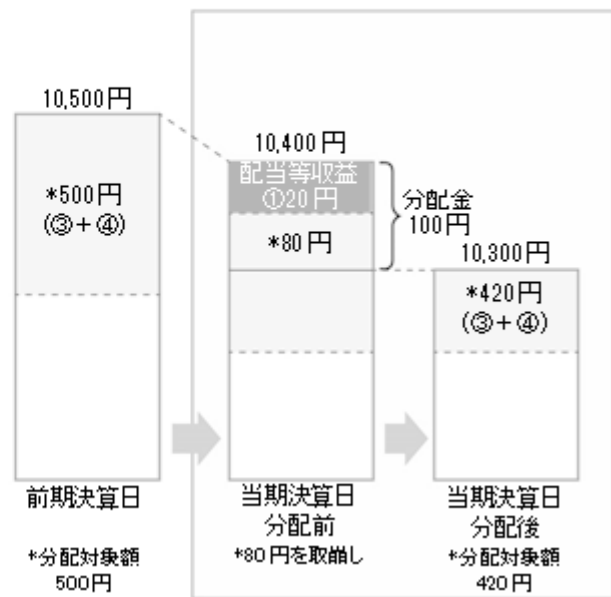 10,500円
*500円
(③+④)
前期決算日
*分配対象額
500円
10,400円
配当等収益
①20円
*80円
分配金
100円
当期決算日
分配前
*80円を取崩し
10,300円
*420円
(③+④)
当期決算日
分配後
*分配対象額
420円